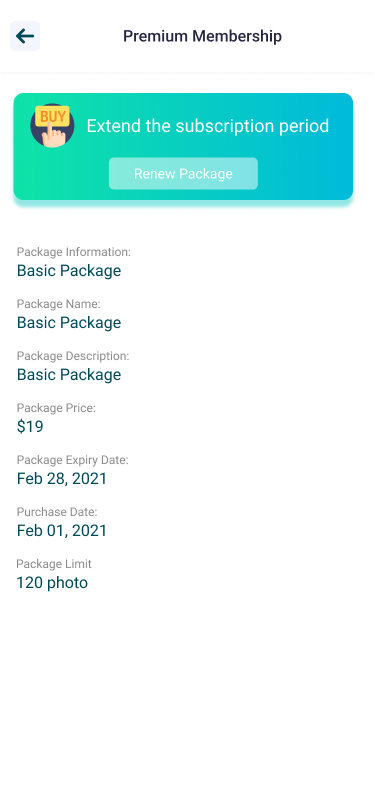 Premium Membership
BUY
Extend the subscription period
Renew Package
Package Information:
Basic Package
Package Name:
Basic Package
Package Description:
Basic Package
Package Price:
$19
Package Expiry Date:
Feb 28, 2021
Purchase Date:
Feb 01, 2021
Package Limit
120 photo